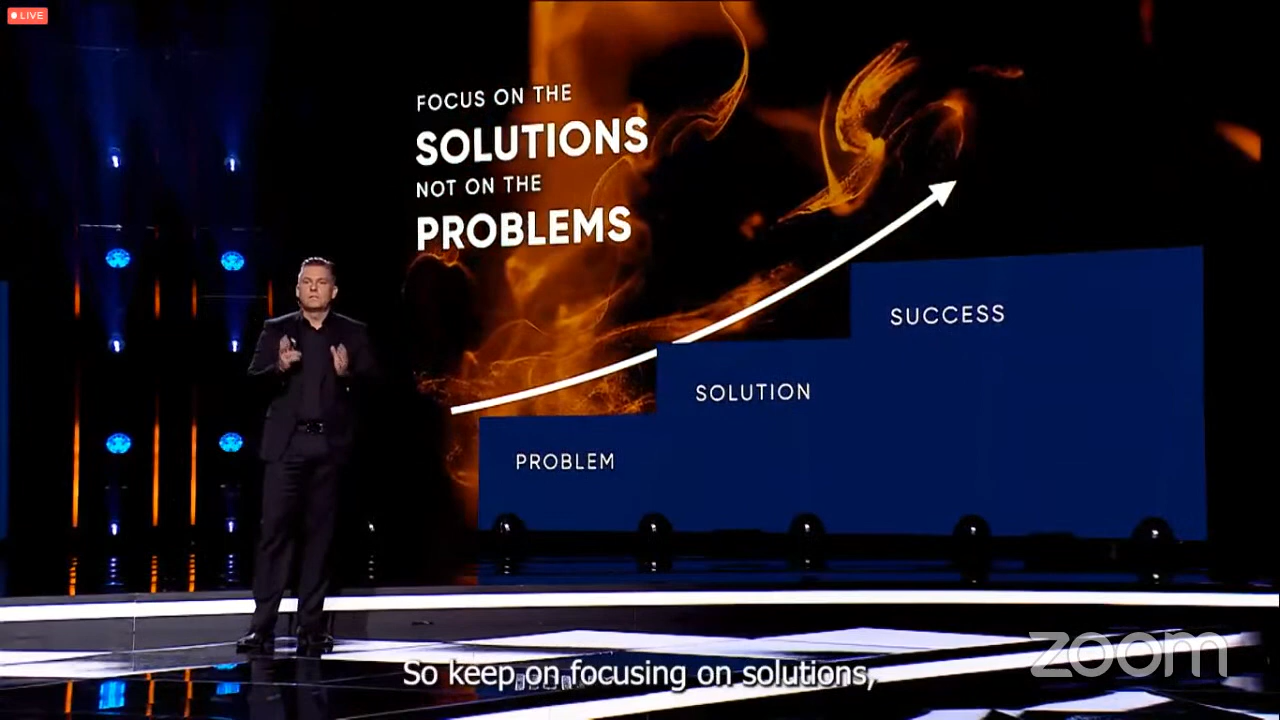 LIVE
FOCUS ON THE
SOLUTIONS
NOT ON THE
PROBLEMS
SUCCESS
SOLUTION
PROBLEM
zoom
So keep on focusing on solutions,